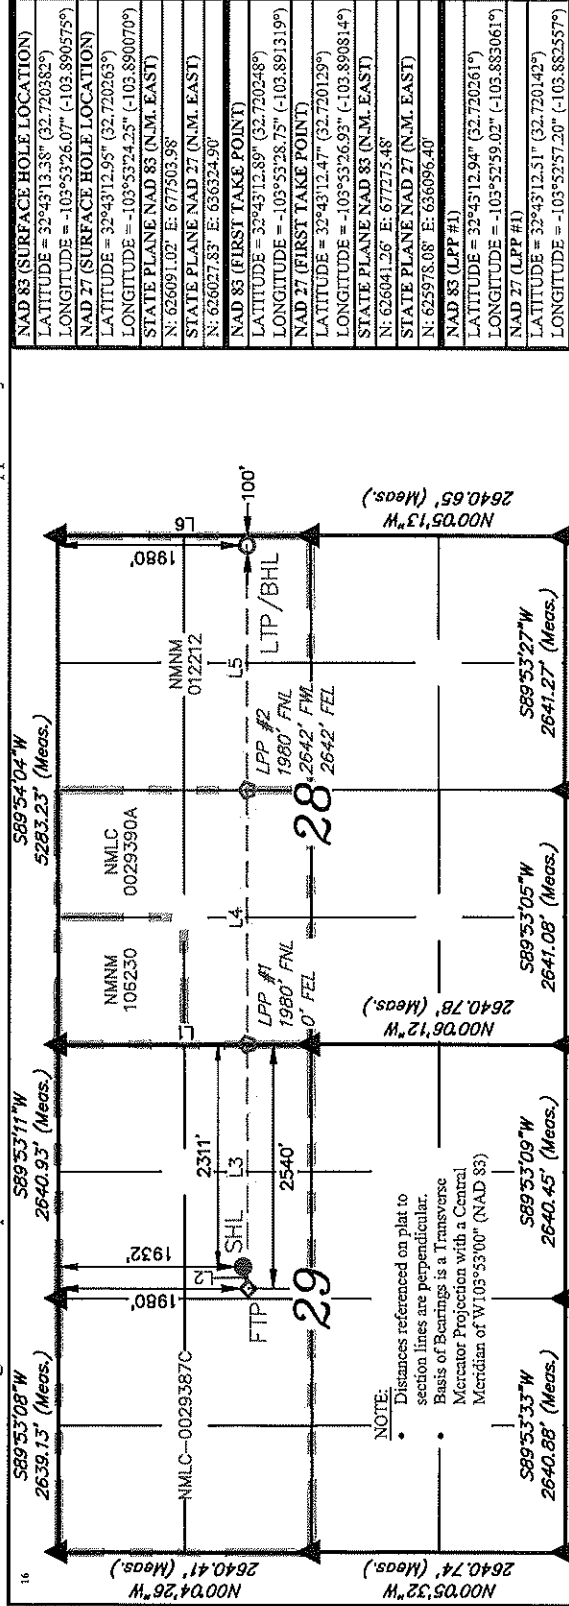 16
S89°53'08"W
2639.13' (Meas.)
S89°53'11"W
2640.93' (Meas.)
S89°54'04"W
5283.23' (Meas.)
N00°04'26"W
2640.41' (Meas.)
N00°05'32"W
2640.74' (Meas.)
NMLC-0029387C
1980'
1932'
L2
SHL
FTP
29
2311'
L3
2540'
L1
NMNM
106230
NMLC
0029390A
NMNM
012212
LPP #1
1980' FNL
0' FEL
L4
LPP #2
1980' FNL
2642' FWL
2642' FEL
28
L5
LTP/BHL
1980'
L6
100'
N00°06'12"W
2640.78' (Meas.)
N00°05'13"W
2640.65' (Meas.)
NOTE:
• Distances referenced on plat to
section lines are perpendicular.
• Basis of Bearings is a Transverse
Mercator Projection with a Central
Meridian of W103°53'00" (NAD 83)
S89°53'33"W
2640.88' (Meas.)
S89°53'09"W
2640.45' (Meas.)
S89°53'05"W
2641.08' (Meas.)
S89°53'27"W
2641.27' (Meas.)
NAD 83 (SURFACE HOLE LOCATION)
LATITUDE = 32°43'13.38" (32.720382°)
LONGITUDE = -103°53'26.07" (-103.890575°)
NAD 27 (SURFACE HOLE LOCATION)
LATITUDE = 32°43'12.95" (32.720263°)
LONGITUDE = -103°53'24.25" (-103.890070°)
STATE PLANE NAD 83 (N.M. EAST)
N: 626091.02' E: 677503.98'
STATE PLANE NAD 27 (N.M. EAST)
N: 626027.83' E: 636324.90'
NAD 83 (FIRST TAKE POINT)
LATITUDE = 32°43'12.89" (32.720248°)
LONGITUDE = -103°53'28.75" (-103.891319°)
NAD 27 (FIRST TAKE POINT)
LATITUDE = 32°43'12.47" (32.720129°)
LONGITUDE = -103°53'26.93" (-103.890814°)
STATE PLANE NAD 83 (N.M. EAST)
N: 626041.26' E: 677275.48'
STATE PLANE NAD 27 (N.M. EAST)
N: 625978.08' E: 636096.40'
NAD 83 (LPP #1)
LATITUDE = 32°43'12.94" (32.720261°)
LONGITUDE = -103°52'59.02" (-103.883061°)
NAD 27 (LPP #1)
LATITUDE = 32°43'12.51" (32.720142°)
LONGITUDE = -103°52'57.20" (-103.882557°)